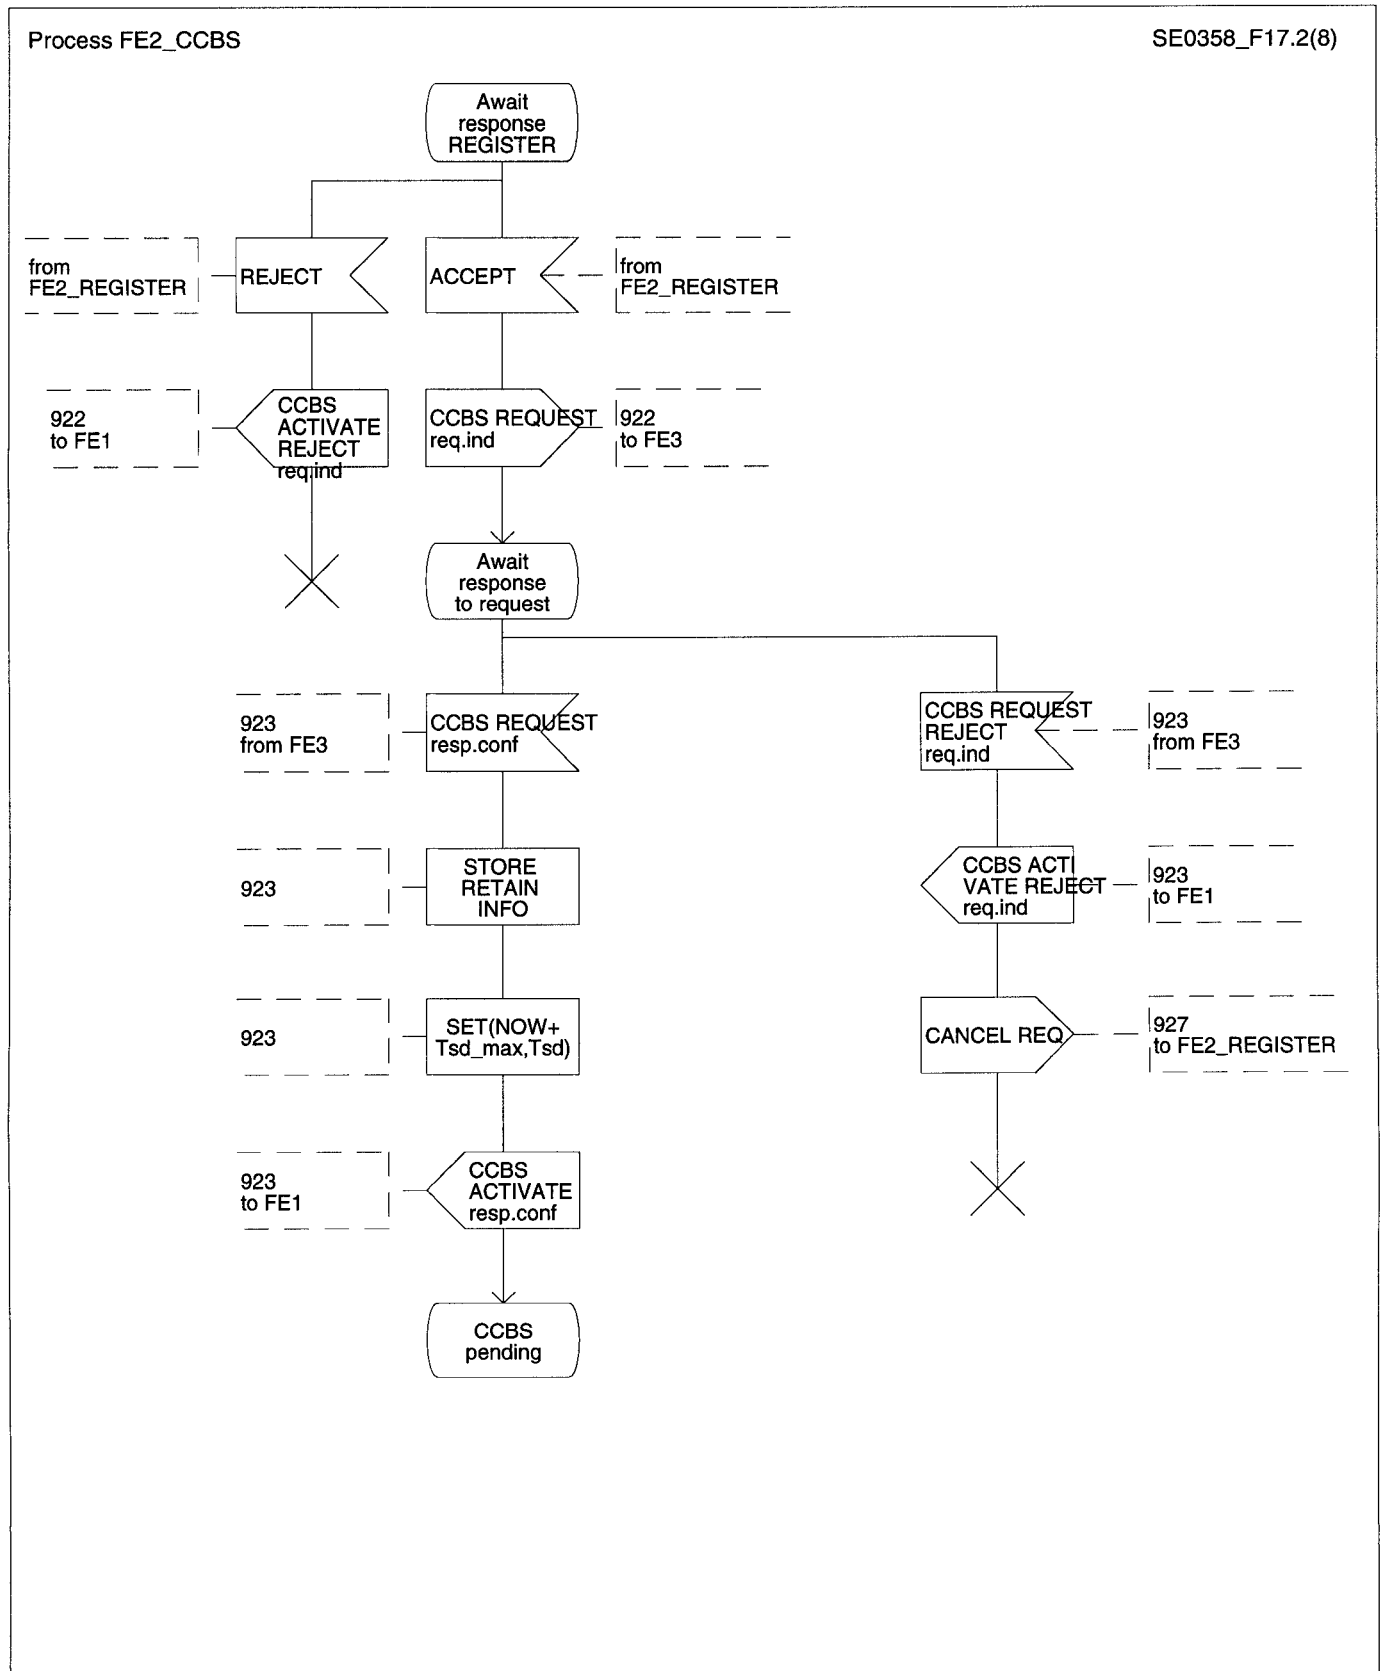 Process FE2_CCBS
SE0358_F17.2(8)
Await
response
REGISTER
from
FE2_REGISTER
REJECT
ACCEPT
from
FE2_REGISTER
922
to FE1
CCBS
ACTIVATE
REJECT
req.ind
CCBS REQUEST
req.ind
922
to FE3
Await
response
to request
923
from FE3
CCBS REQUEST
resp.conf
CCBS REQUEST
REJECT
req.ind
923
from FE3
923
STORE
RETAIN
INFO
CCBS ACTI
VATE REJECT
req.ind
923
to FE1
923
SET(NOW+
Tsd_max,Tsd)
CANCEL REQ
927
to FE2_REGISTER
923
to FE1
CCBS
ACTIVATE
resp.conf
CCBS
pending